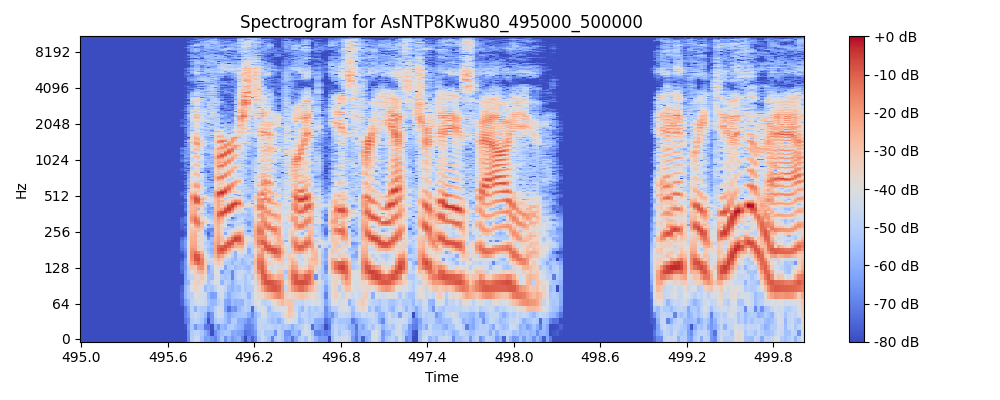 Spectrogram for AsNTP8Kwu80_495000_500000
8192
4096
2048
1024
512
256
128
64
0
Hz
495.0 495.6 496.2 496.8 497.4 498.0 498.6 499.2 499.8
Time
+0 dB
-10 dB
-20 dB
-30 dB
-40 dB
-50 dB
-60 dB
-70 dB
-80 dB